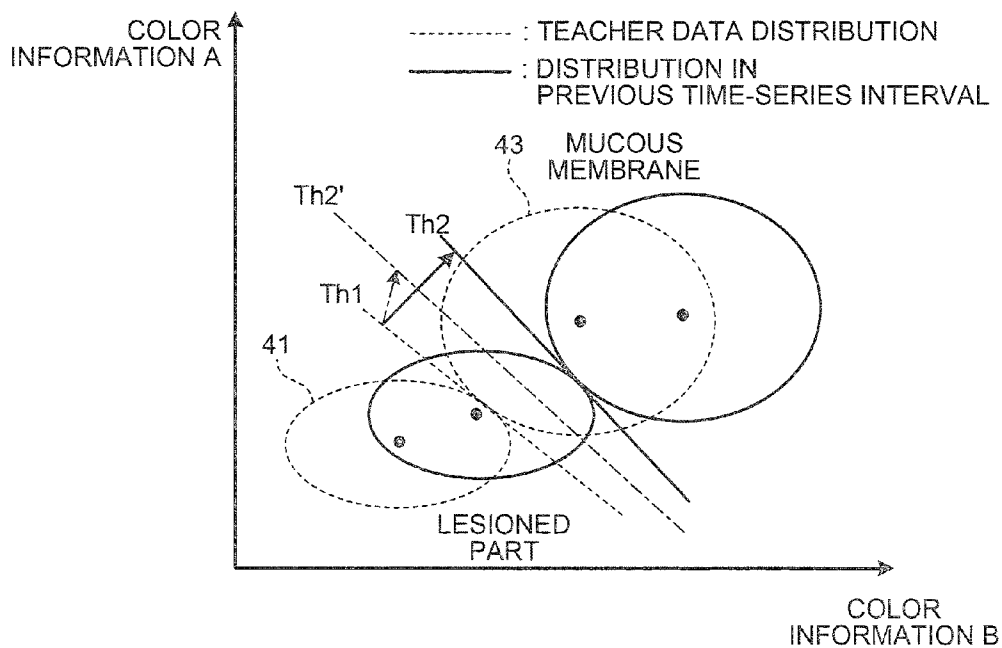 COLOR
INFORMATION A
: TEACHER DATA DISTRIBUTION
: DISTRIBUTION IN
PREVIOUS TIME-SERIES INTERVAL
43
MUCOUS
MEMBRANE
Th2'
Th2
Th1
41
LESIONED
PART
COLOR
INFORMATION B